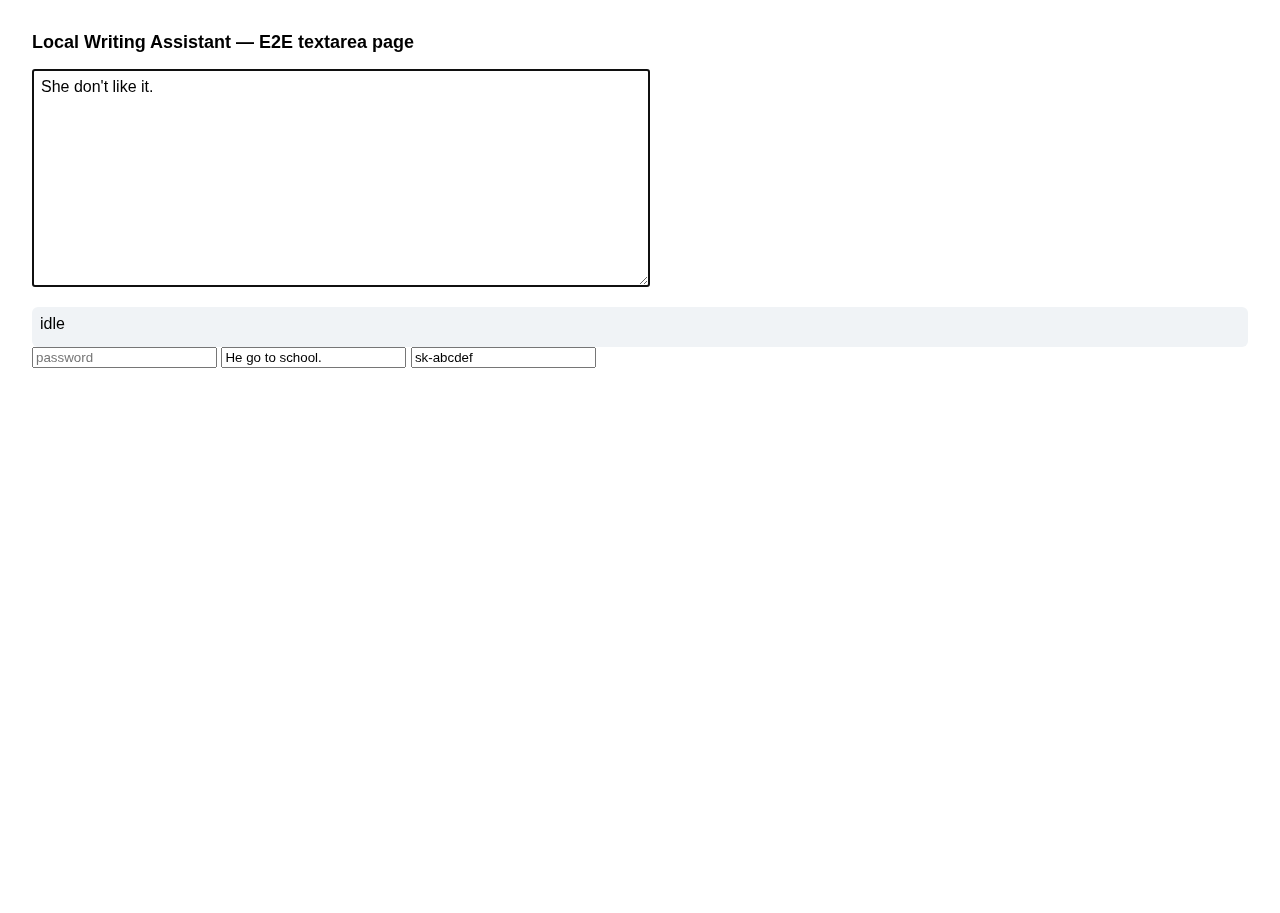 Local Writing Assistant — E2E textarea page
She don't like it.
idle
password He go to school. sk-abcdef